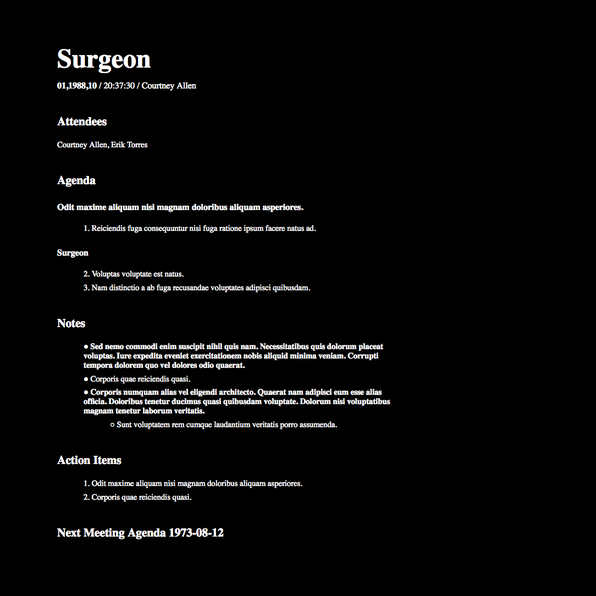 Surgeon
01,1988,10 / 20:37:30 / Courtney Allen
Attendees
Courtney Allen, Erik Torres
Agenda
Odit maxime aliquam nisi magnam doloribus aliquam asperiores.
1. Reiciendis fuga consequuntur nisi fuga ratione ipsum facere natus ad.
Surgeon
2. Voluptas voluptate est natus.
3. Nam distinctio a ab fuga recusandae voluptates adipisci quibusdam.
Notes
● Sed nemo commodi enim suscipit nihil quis nam. Necessitatibus quis dolorum placeat
voluptas. Iure expedita eveniet exercitationem nobis aliquid minima veniam. Corrupti
tempora dolorem quo vel dolores odio quaerat.
● Corporis quae reiciendis quasi.
● Corporis numquam alias vel eligendi architecto. Quaerat nam adipisci eum esse alias
officia. Doloribus tenetur ducimus quasi quibusdam voluptate. Dolorum nisi voluptatibus
magnam tenetur laborum veritatis.
○ Sunt voluptatem rem cumque laudantium veritatis porro assumenda.
Action Items
1. Odit maxime aliquam nisi magnam doloribus aliquam asperiores.
2. Corporis quae reiciendis quasi.
Next Meeting Agenda 1973-08-12